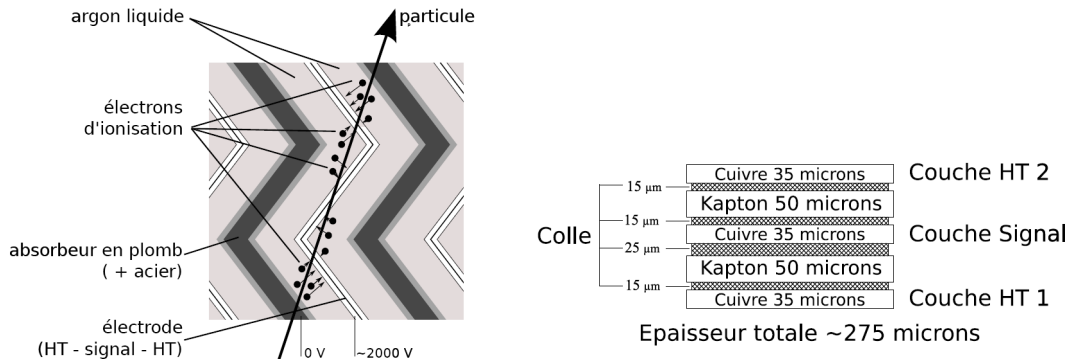 argon liquide
particule
électrons
d'ionisation
absorbeur en plomb
( + acier)
électrode
(HT - signal - HT)
0 V
~2000 V
Cuivre 35 microns
Couche HT 2
15 µm
Kapton 50 microns
15 µm
Colle
Cuivre 35 microns
Couche Signal
25 µm
Kapton 50 microns
15 µm
Cuivre 35 microns
Couche HT 1
Epaisseur totale ~275 microns